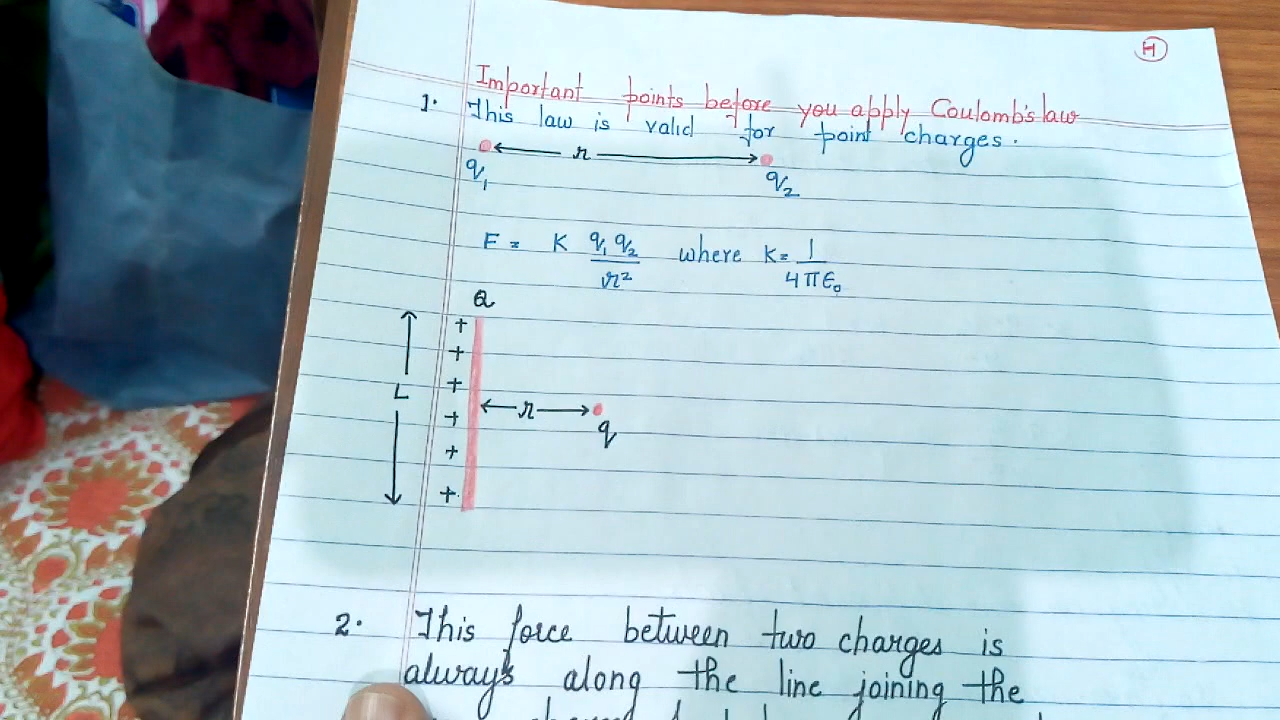 H
Important points before you apply Coulomb's law
1. This law is valid for point charges.
r
q₁ q₂
F = K q₁ q₂ / r² where K = 1 / 4πϵ₀
Q
+
+
+
L
r
q
+
+
+
2. This force between two charges is
always along the line joining the